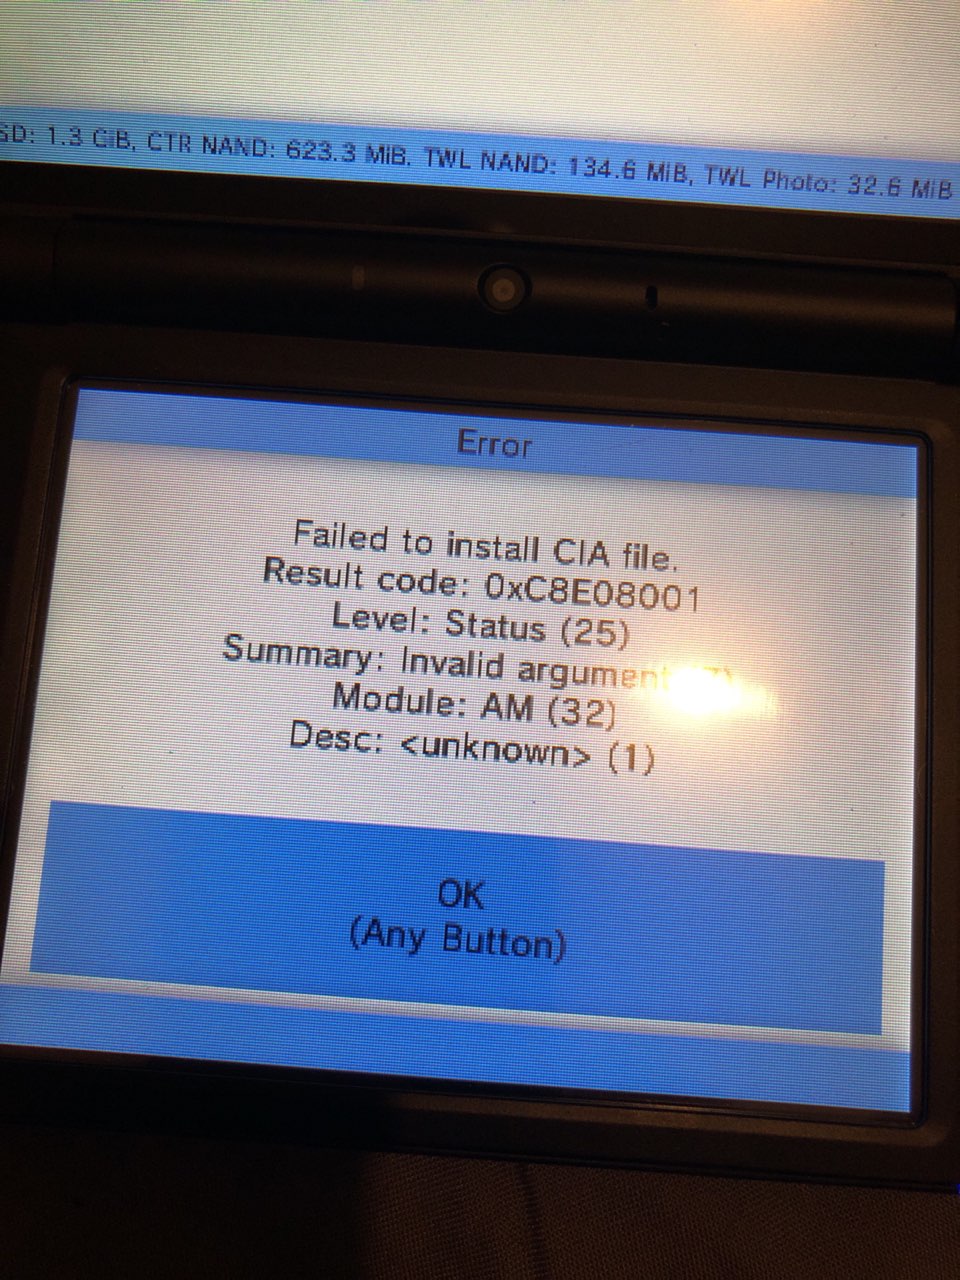 SD: 1.3 GiB, CTR NAND: 623.3 MiB, TWL NAND: 134.6 MiB, TWL Photo: 32.6 MiB
Error
Failed to install CIA file.
Result code: 0xC8E08001
Level: Status (25)
Summary: Invalid argument
Module: AM (32)
Desc: <unknown> (1)
OK
(Any Button)